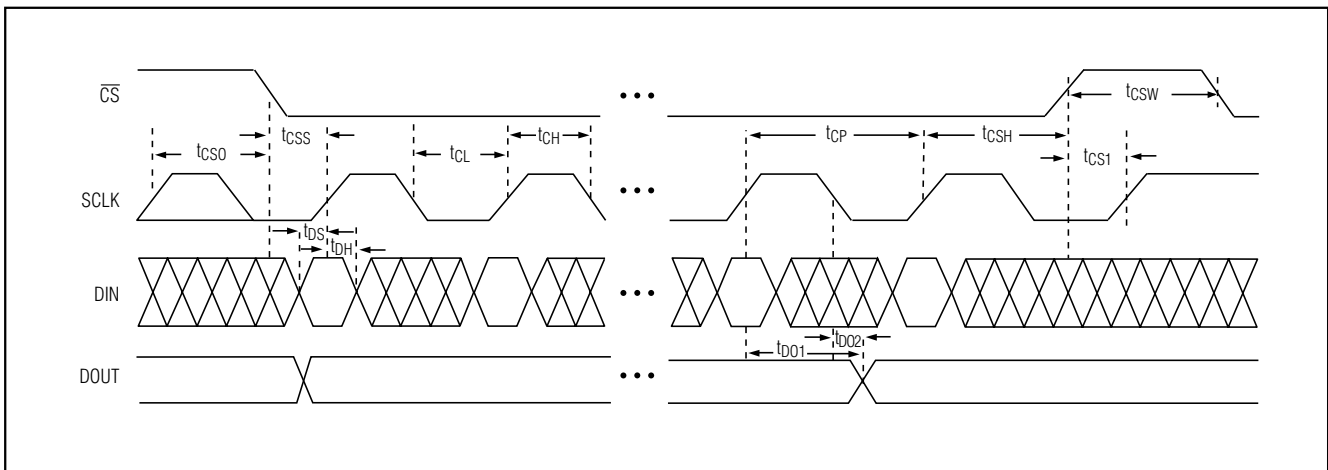 CS
tCSW
tCSS
tCP
tCSH
tCH
tCSO
tCL
tCS1
SCLK
tDS
tDH
DIN
tDO2
tDO1
DOUT